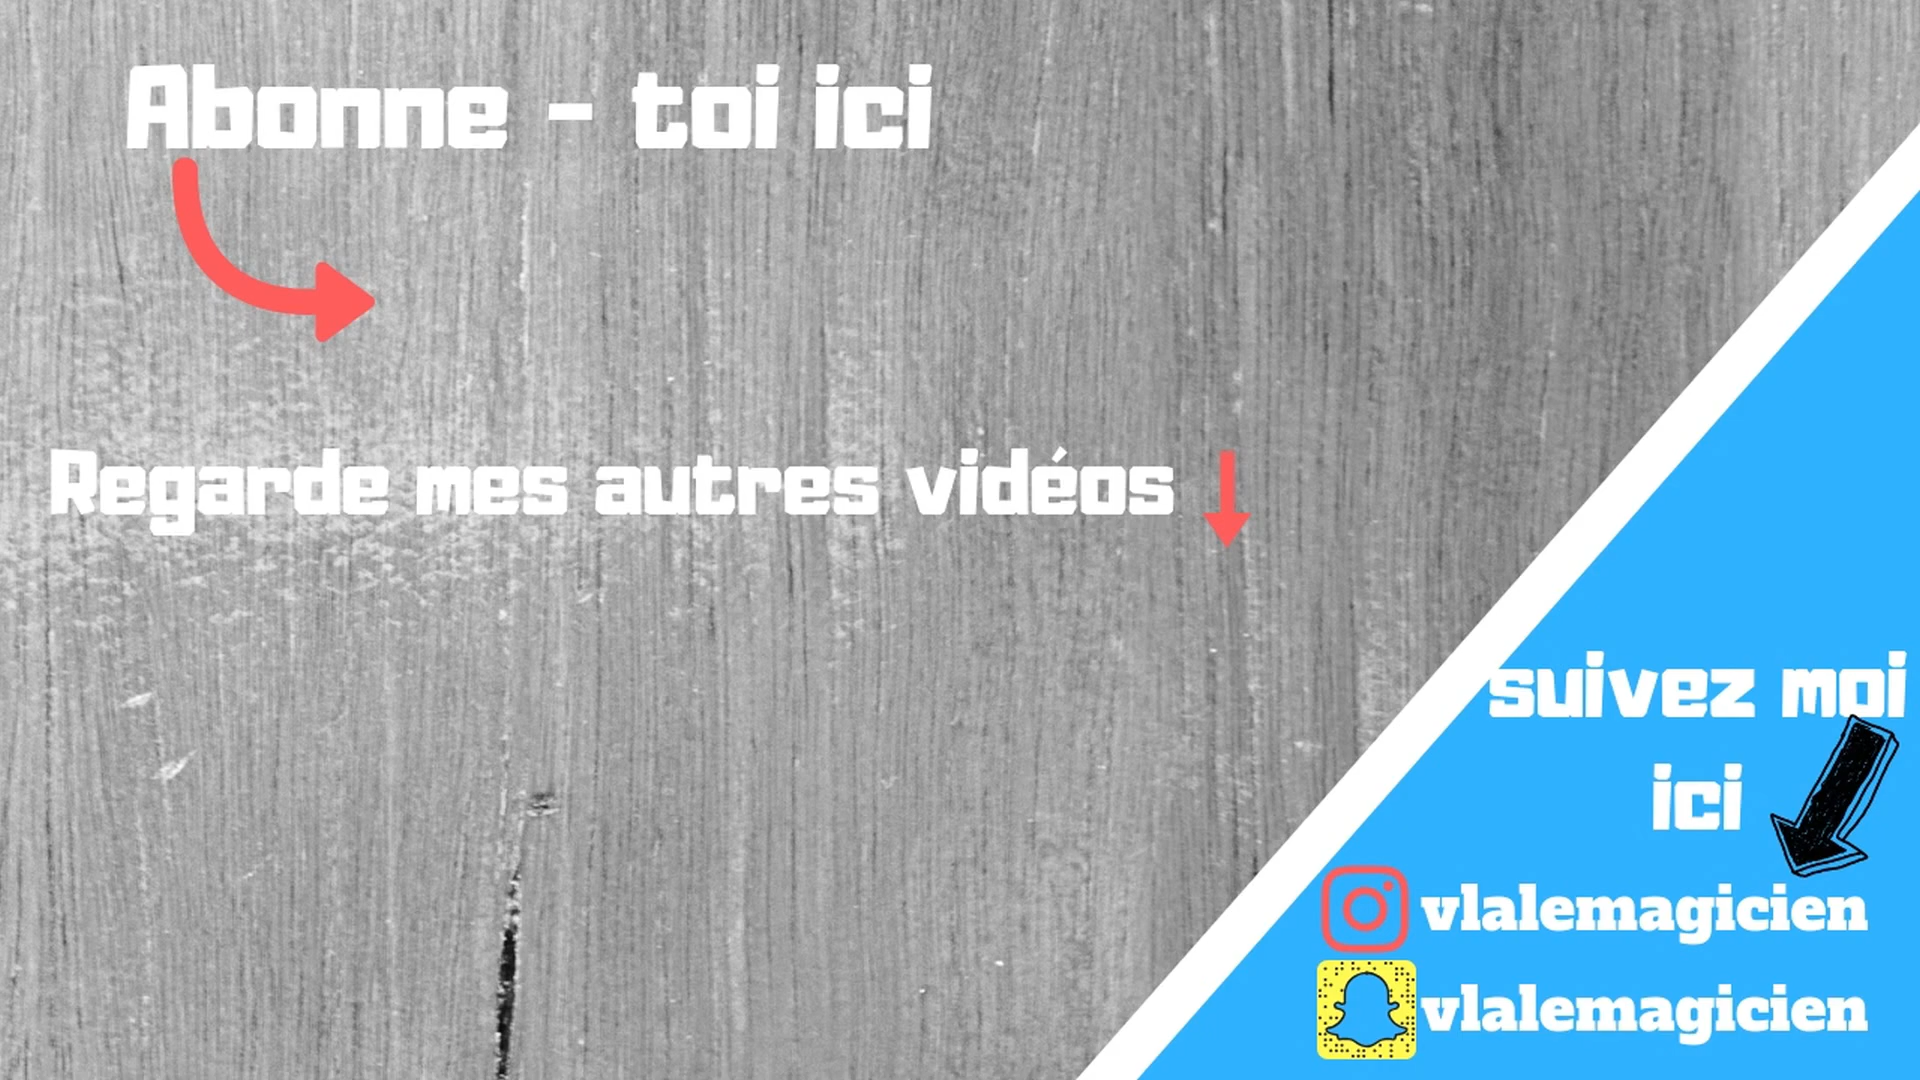 Abonne - toi ici
Regarde mes autres vidéos
suivez moi
ici
vlalemagicien
vlalemagicien